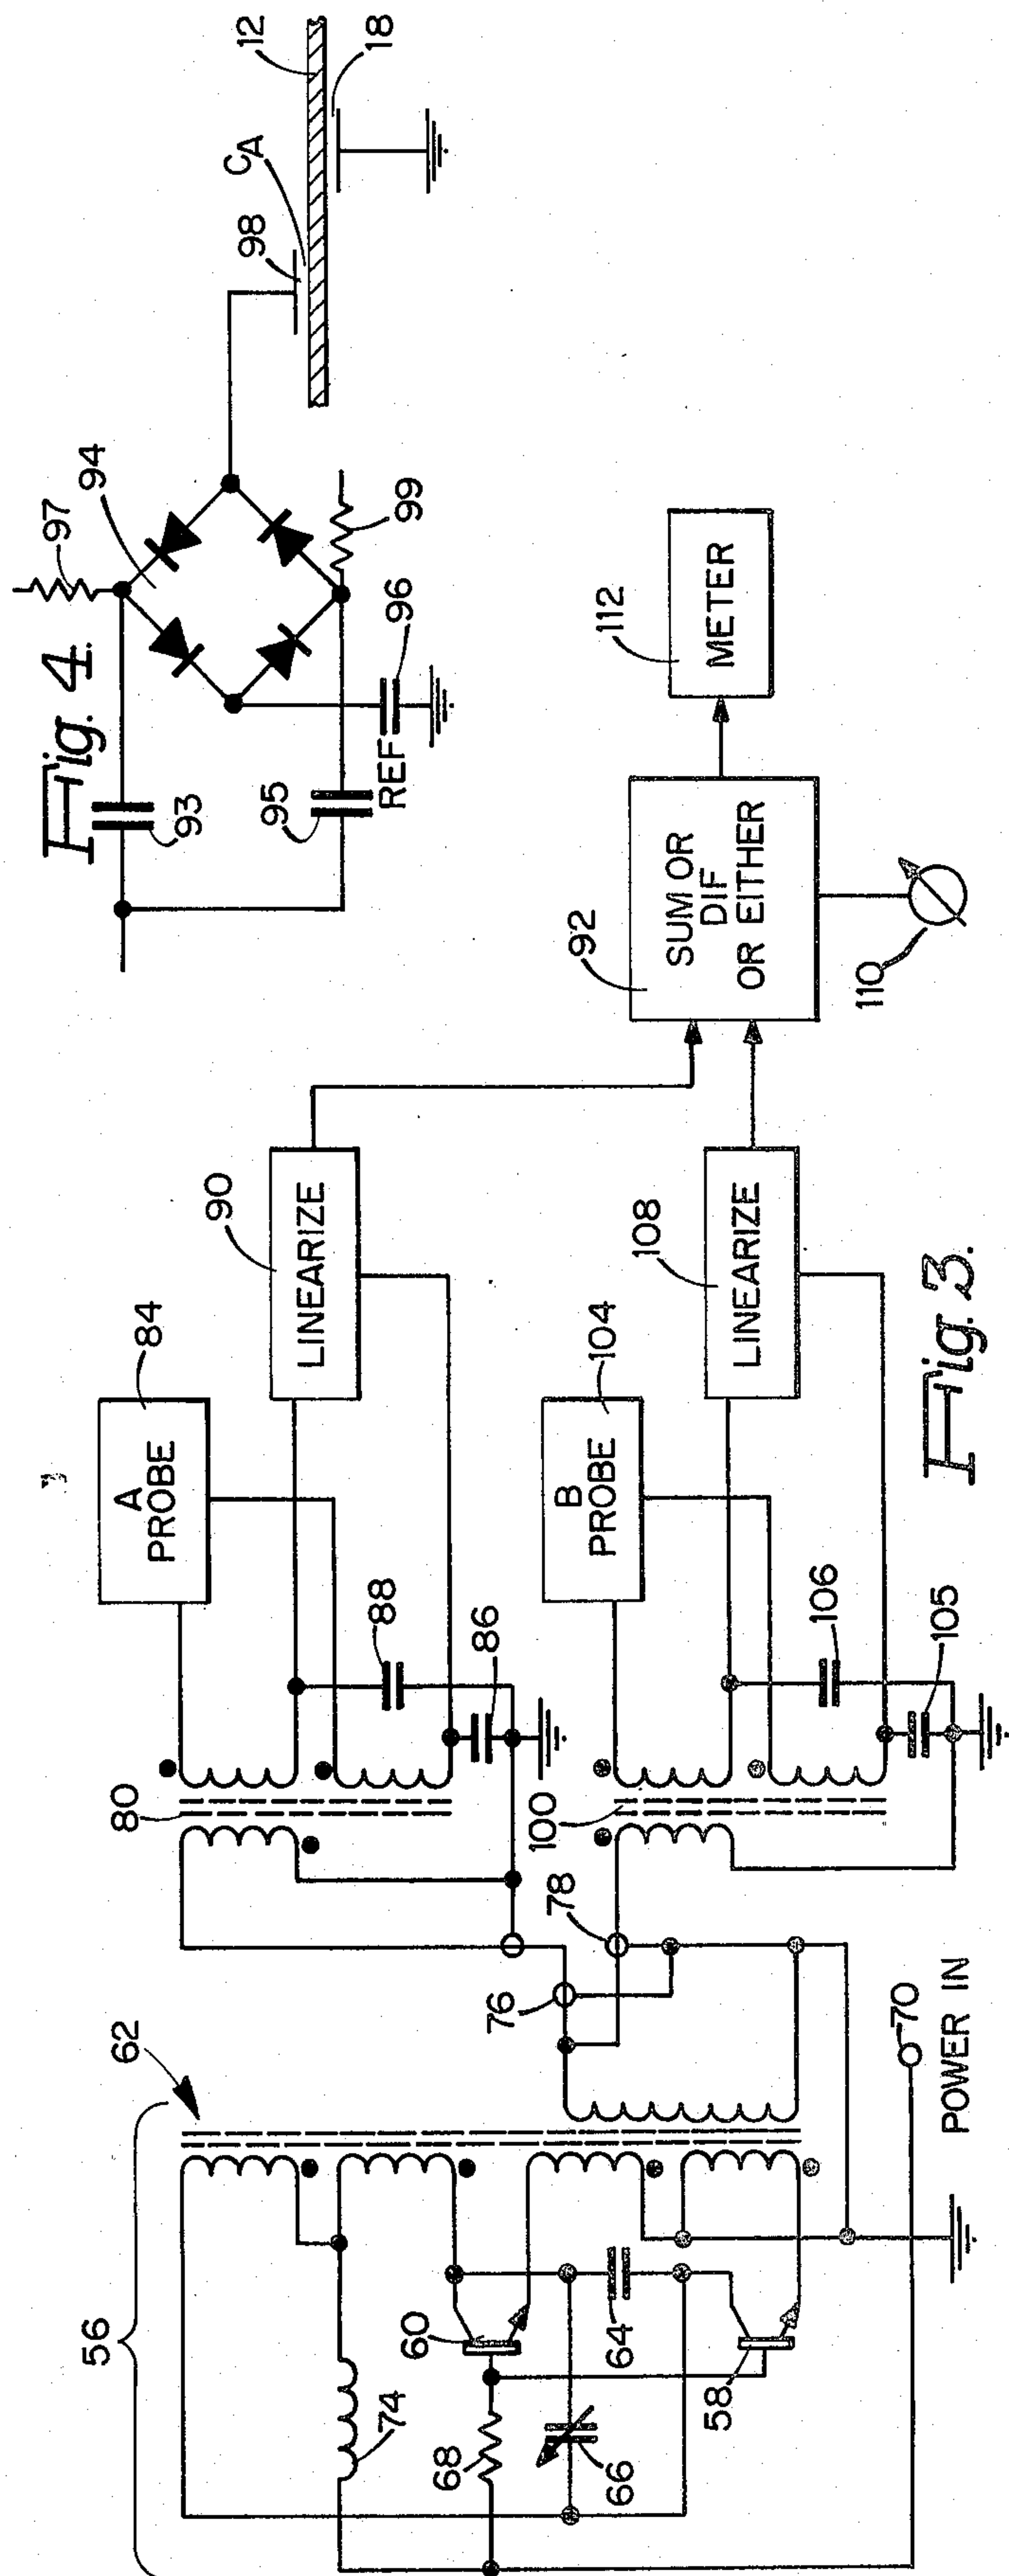 Fig. 4.
97
94
93
95
REF
96
99
98
CA
12
18
56
62
74
68
60
66
64
58
70
POWER IN
76
78
80
A
PROBE
84
88
86
LINEARIZE
90
100
B
PROBE
104
106
105
LINEARIZE
108
92
SUM OR
DIF
OR EITHER
110
METER
112
Fig. 3.